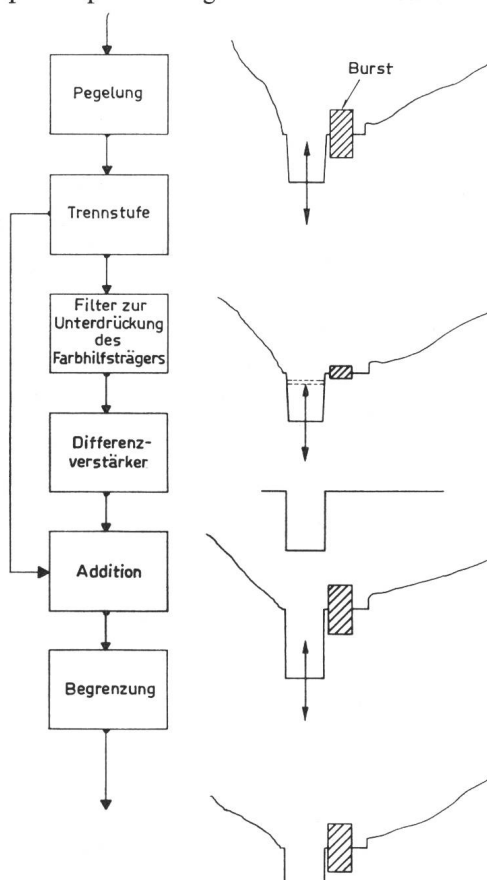 Pegelung
Burst
Trennstufe
Filter zur
Unterdrückung
des
Farbhilfsträgers
Differenz-
verstärker
Addition
Begrenzung